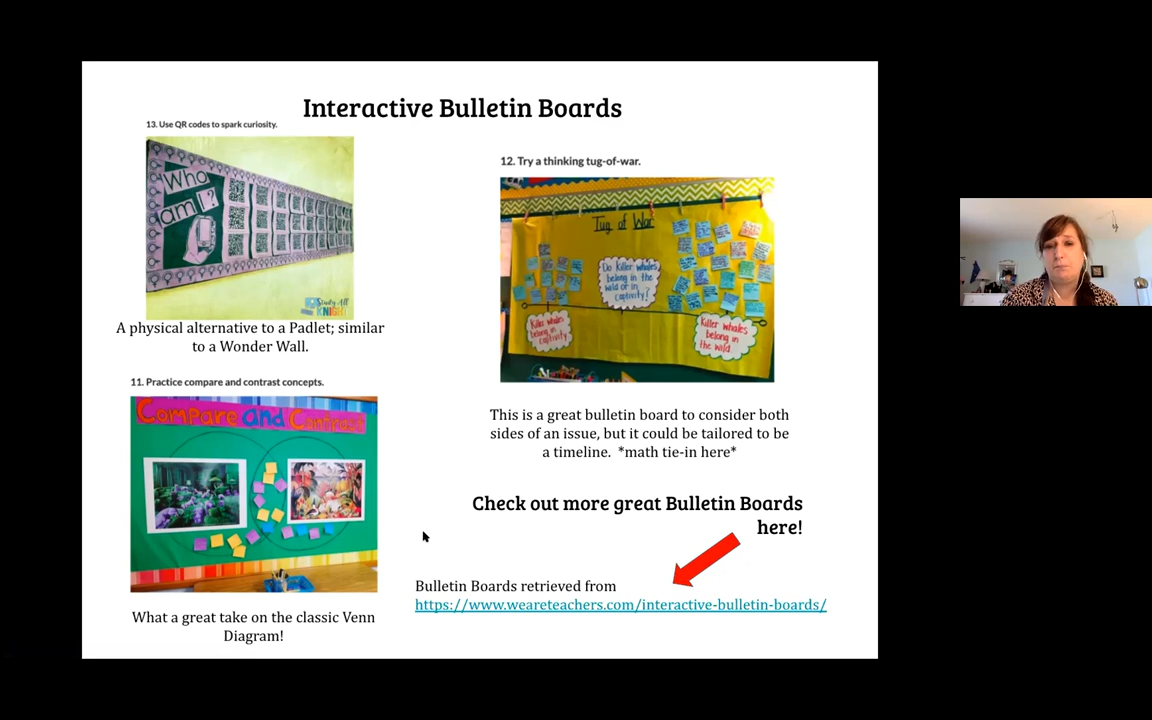 Interactive Bulletin Boards
13. Use QR codes to spark curiosity.
Who
am I?
Study All
KNIGHT
A physical alternative to a Padlet; similar
to a Wonder Wall.
11. Practice compare and contrast concepts.
Compare and Contrast
What a great take on the classic Venn
Diagram!
12. Try a thinking tug-of-war.
Tug of War
Do killer whales
belong in the
wild or in
captivity?
Killer whales
belong in
captivity
Killer whales
belong in
the wild
This is a great bulletin board to consider both
sides of an issue, but it could be tailored to be
a timeline. *math tie-in here*
Check out more great Bulletin Boards
here!
Bulletin Boards retrieved from
https://www.weareteachers.com/interactive-bulletin-boards/